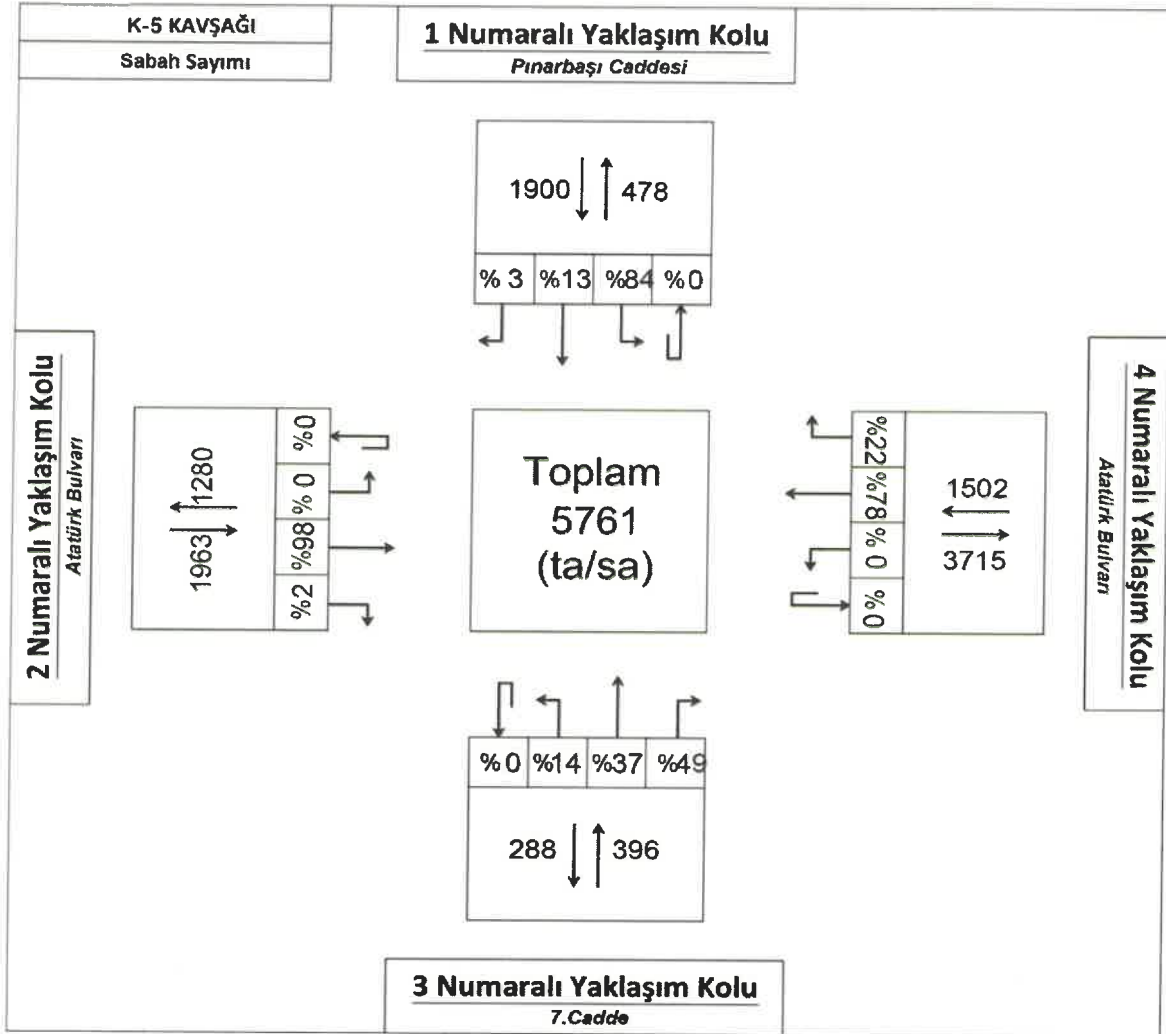 K-5 KAVŞAĞI
Sabah Sayımı
1 Numaralı Yaklaşım Kolu
Pınarbaşı Caddesi
1900 478
% 3 %13 %84 %0
2 Numaralı Yaklaşım Kolu
Atatürk Bulvarı
1280
1963
%0
% 0
%98
%2
Toplam
5761
(ta/sa)
%22
%78
% 0
%0
1502
3715
4 Numaralı Yaklaşım Kolu
Atatürk Bulvarı
% 0 %14 %37 %49
288 396
3 Numaralı Yaklaşım Kolu
7.Cadde